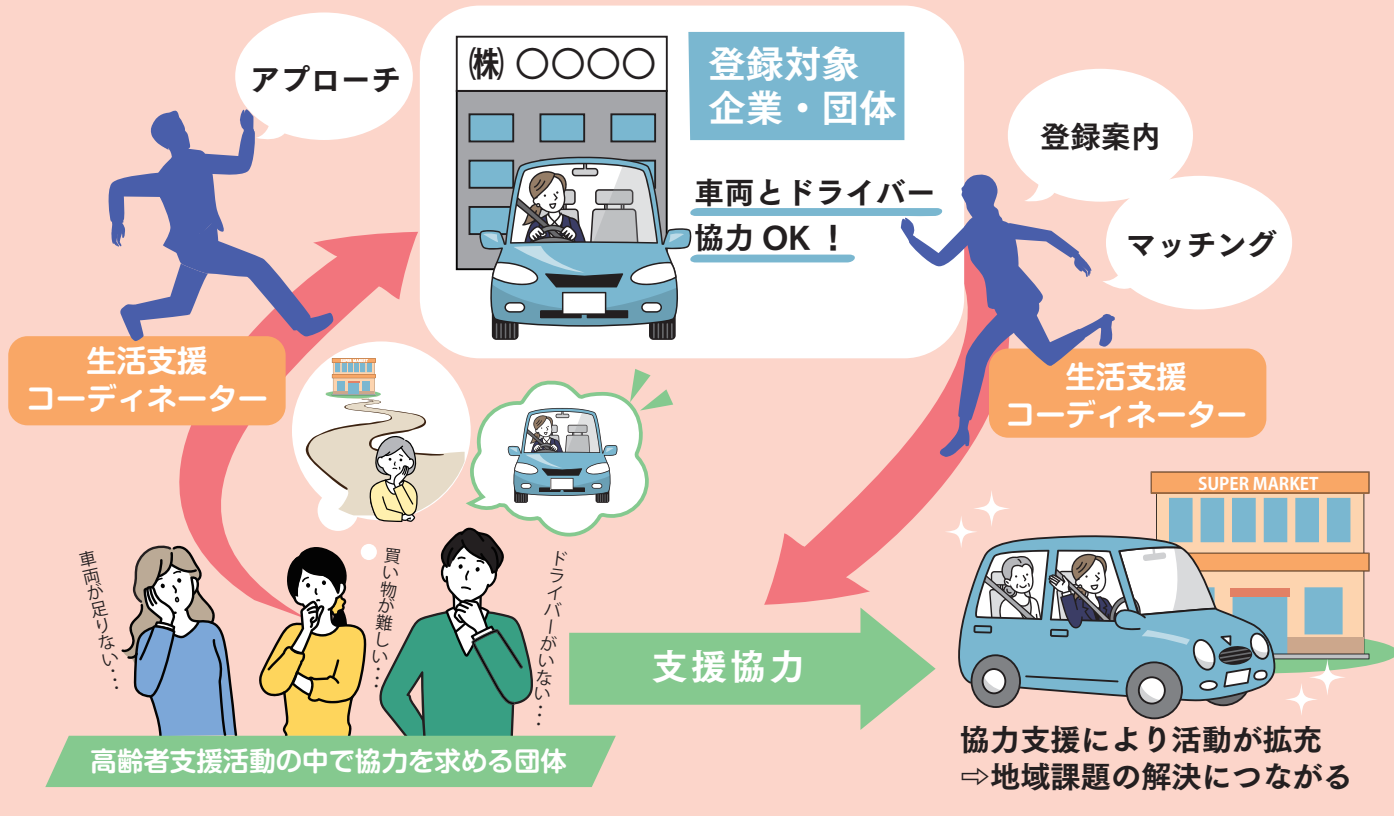 アプローチ
㈱ 〇〇〇〇
登録対象
企業・団体
車両とドライバー
協力 OK ！
登録案内
マッチング
生活支援
コーディネーター
生活支援
コーディネーター
車両が足りない・・・
買い物が難しい・・・
ドライバーがいない・・・
支援協力
SUPER MARKET
高齢者支援活動の中で協力を求める団体
協力支援により活動が拡充
⇨地域課題の解決につながる